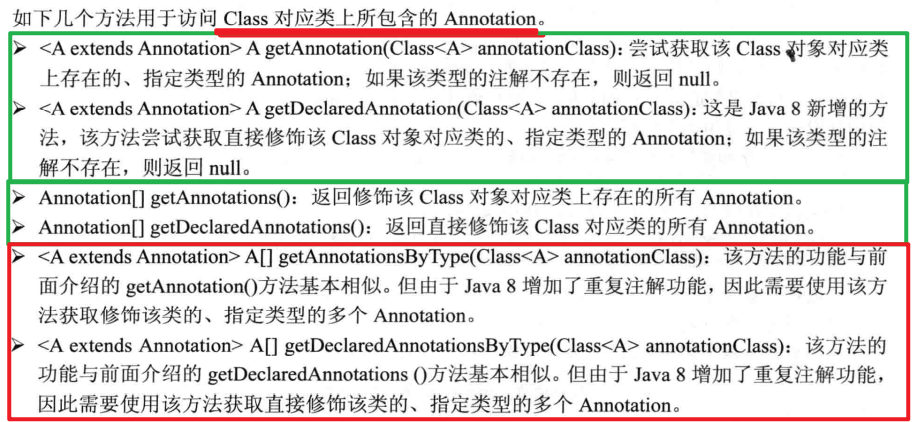 如下几个方法用于访问 Class 对应类上所包含的 Annotation。
➢ <A extends Annotation> A getAnnotation(Class<A> annotationClass)：尝试获取该 Class 对象对应类
上存在的、指定类型的 Annotation；如果该类型的注解不存在，则返回 null。
➢ <A extends Annotation> A getDeclaredAnnotation(Class<A> annotationClass)：这是 Java 8 新增的方
法，该方法尝试获取直接修饰该 Class 对象对应类的、指定类型的 Annotation；如果该类型的注
解不存在，则返回 null。
➢ Annotation[] getAnnotations()：返回修饰该 Class 对象对应类上存在的所有 Annotation。
➢ Annotation[] getDeclaredAnnotations()：返回直接修饰该 Class 对应类的所有 Annotation。
➢ <A extends Annotation> A[] getAnnotationsByType(Class<A> annotationClass)：该方法的功能与前
面介绍的 getAnnotation()方法基本相似。但由于 Java 8 增加了重复注解功能，因此需要使用该方
法获取修饰该类的、指定类型的多个 Annotation。
➢ <A extends Annotation> A[] getDeclaredAnnotationsByType(Class<A> annotationClass)：该方法的
功能与前面介绍的 getDeclaredAnnotations ()方法基本相似。但由于 Java 8 增加了重复注解功能，
因此需要使用该方法获取直接修饰该类的、指定类型的多个 Annotation。